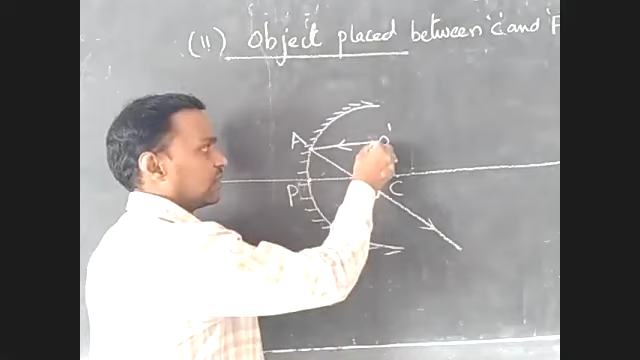 (ii) Object placed between 'C' and 'F
O'
A
P
C